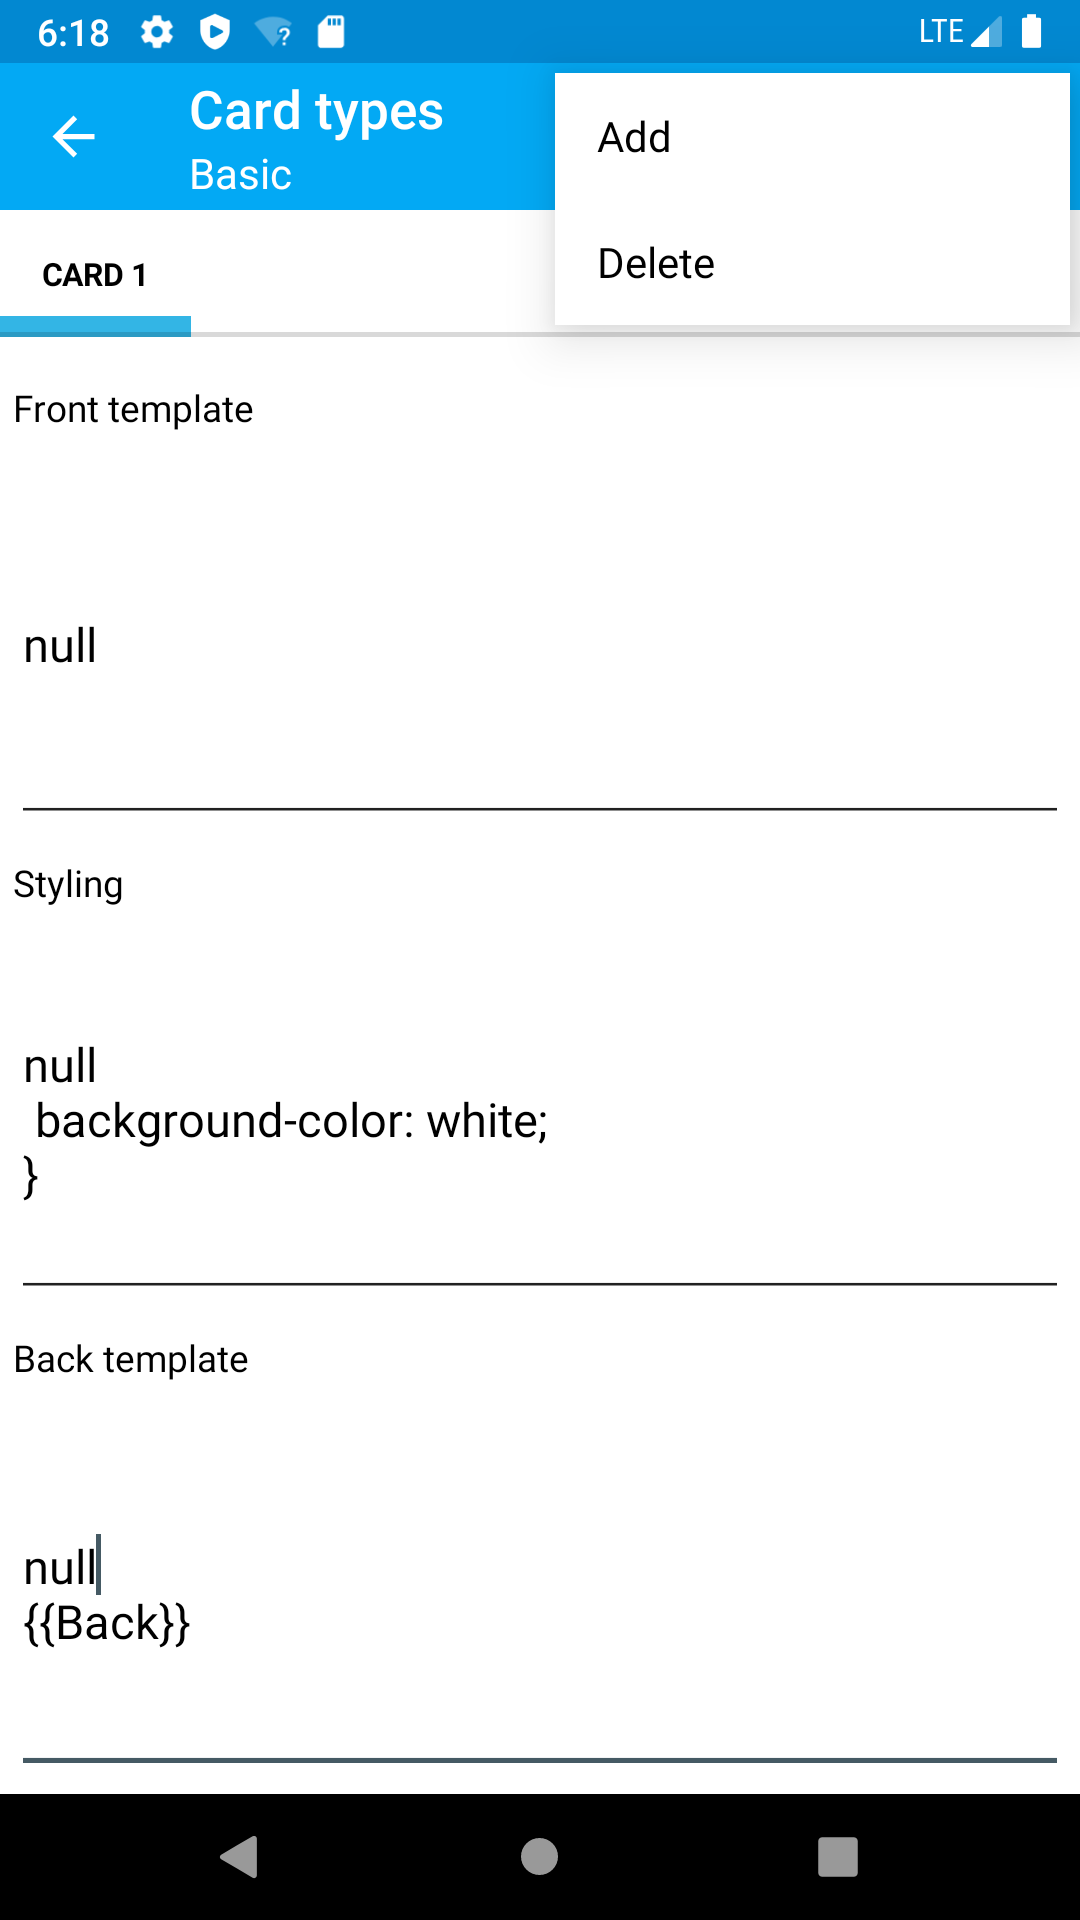 6:18
LTE
Card types
Basic
Add
Delete
CARD 1
Front template
null
Styling
null
background-color: white;
}
Back template
null
{{Back}}